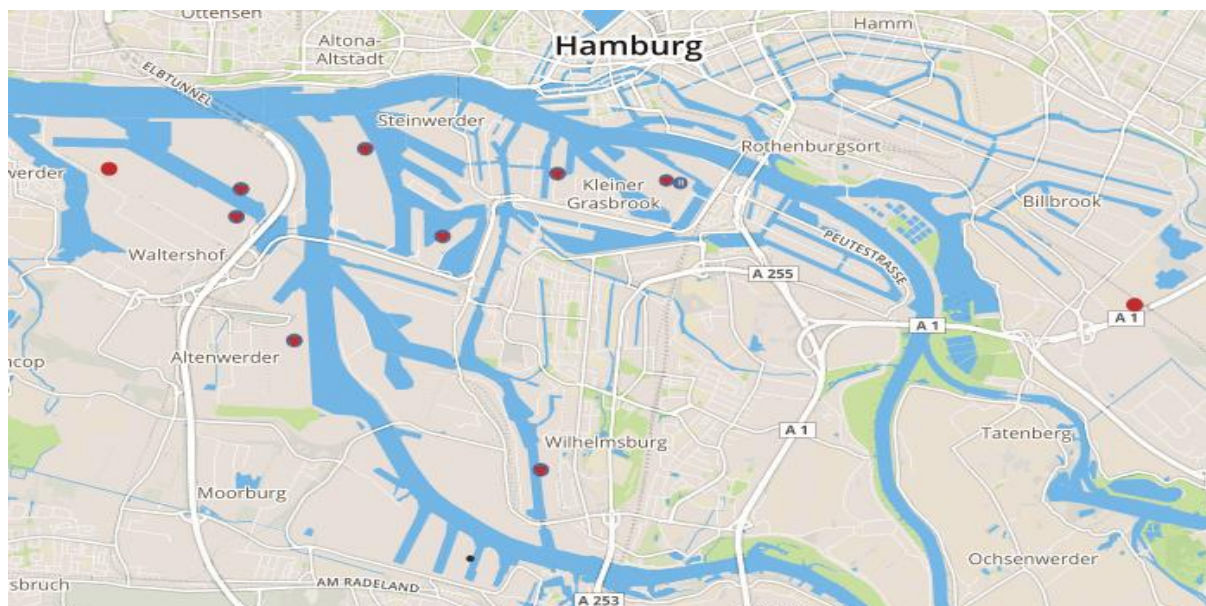 Ottensen
Hamm
Altona-
Altstadt
Hamburg
ELBTUNNEL
Steinwerder
Rothenburgsort
werder
Kleiner
Grasbrook
Billbrook
Waltershof
PEUTESTRASSE
A 255
A 1
A 1
Altenwerder
ncop
A 1
Tatenberg
Wilhelmsburg
Moorburg
Ochsenwerder
sbruch
AM RADELAND
A 253